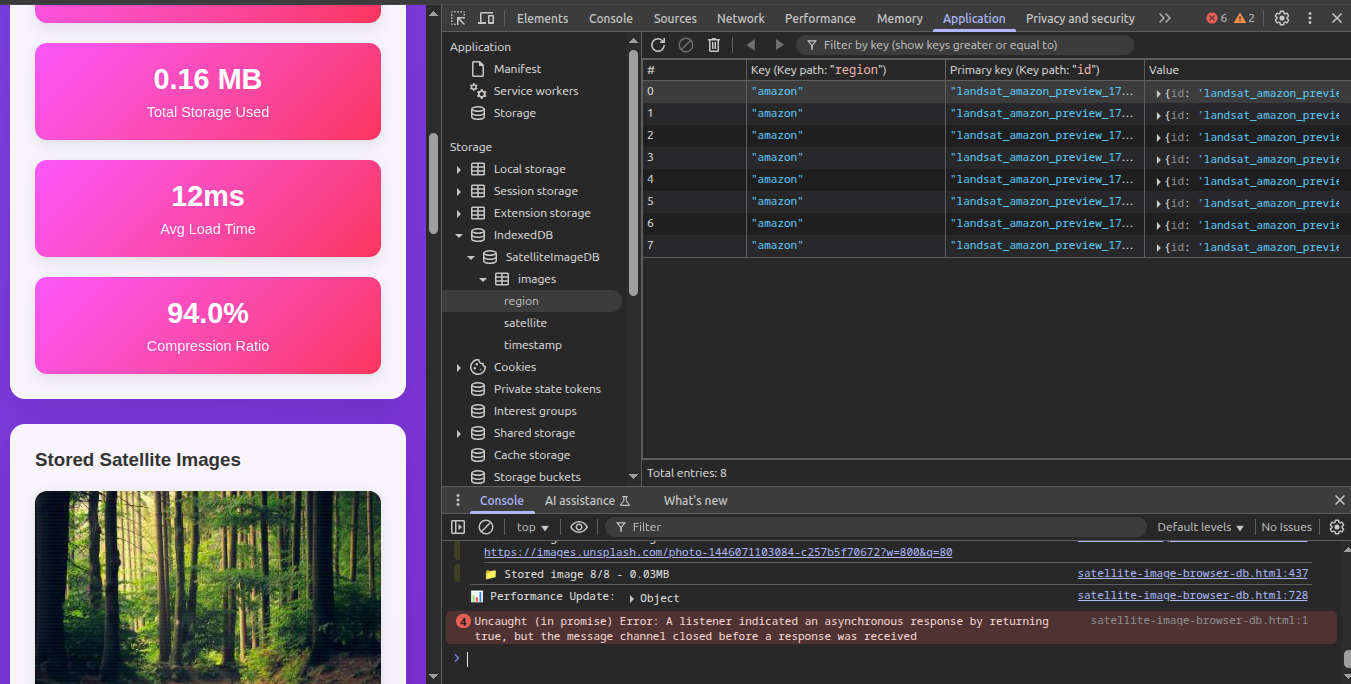 0.16 MB
Total Storage Used
12ms
Avg Load Time
94.0%
Compression Ratio
Stored Satellite Images
Elements Console Sources Network Performance Memory Application Privacy and security 6 2
Application
Manifest
Service workers
Storage
Storage
Local storage
Session storage
Extension storage
IndexedDB
SatelliteImageDB
images
region
satellite
timestamp
Cookies
Private state tokens
Interest groups
Shared storage
Cache storage
Storage buckets
Filter by key (show keys greater or equal to)
# Key (Key path: "region") Primary key (Key path: "id") Value
0 "amazon" "landsat_amazon_preview_17… {id: 'landsat_amazon_previe
1 "amazon" "landsat_amazon_preview_17… {id: 'landsat_amazon_previe
2 "amazon" "landsat_amazon_preview_17… {id: 'landsat_amazon_previe
3 "amazon" "landsat_amazon_preview_17… {id: 'landsat_amazon_previe
4 "amazon" "landsat_amazon_preview_17… {id: 'landsat_amazon_previe
5 "amazon" "landsat_amazon_preview_17… {id: 'landsat_amazon_previe
6 "amazon" "landsat_amazon_preview_17… {id: 'landsat_amazon_previe
7 "amazon" "landsat_amazon_preview_17… {id: 'landsat_amazon_previe
Total entries: 8
Console AI assistance What's new
top Filter Default levels No Issues
https://images.unsplash.com/photo-1446071103084-c257b5f70672?w=800&q=80
Stored image 8/8 - 0.03MB satellite-image-browser-db.html:437
Performance Update: Object satellite-image-browser-db.html:728
4 Uncaught (in promise) Error: A listener indicated an asynchronous response by returning satellite-image-browser-db.html:1
true, but the message channel closed before a response was received